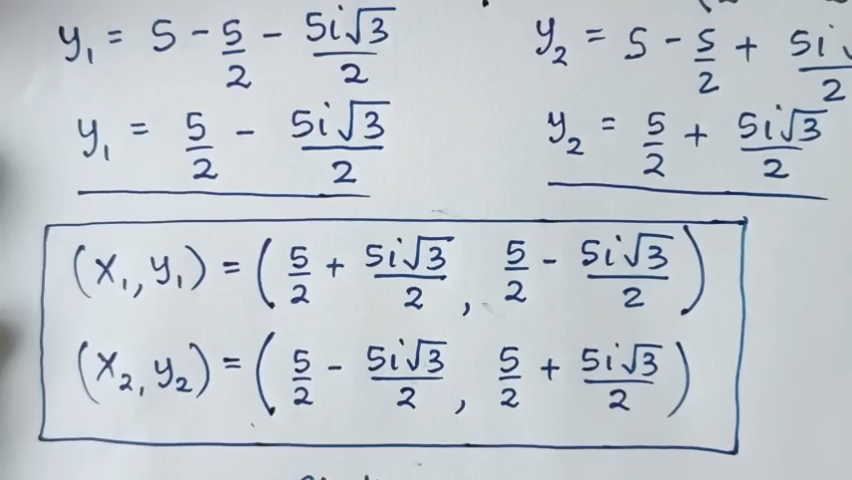 y₁ = 5 - 5/2 - 5i√3/2
y₂ = 5 - 5/2 + 5i
y₁ = 5/2 - 5i√3/2
y₂ = 5/2 + 5i√3/2
(x₁, y₁) = (5/2 + 5i√3/2, 5/2 - 5i√3/2)
(x₂, y₂) = (5/2 - 5i√3/2, 5/2 + 5i√3/2)